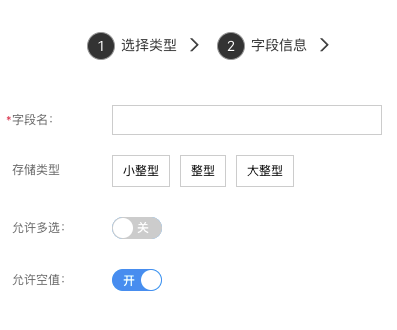 1 选择类型 > 2 字段信息 >
*字段名：
存储类型 小整型 整型 大整型
允许多选： 关
允许空值： 开